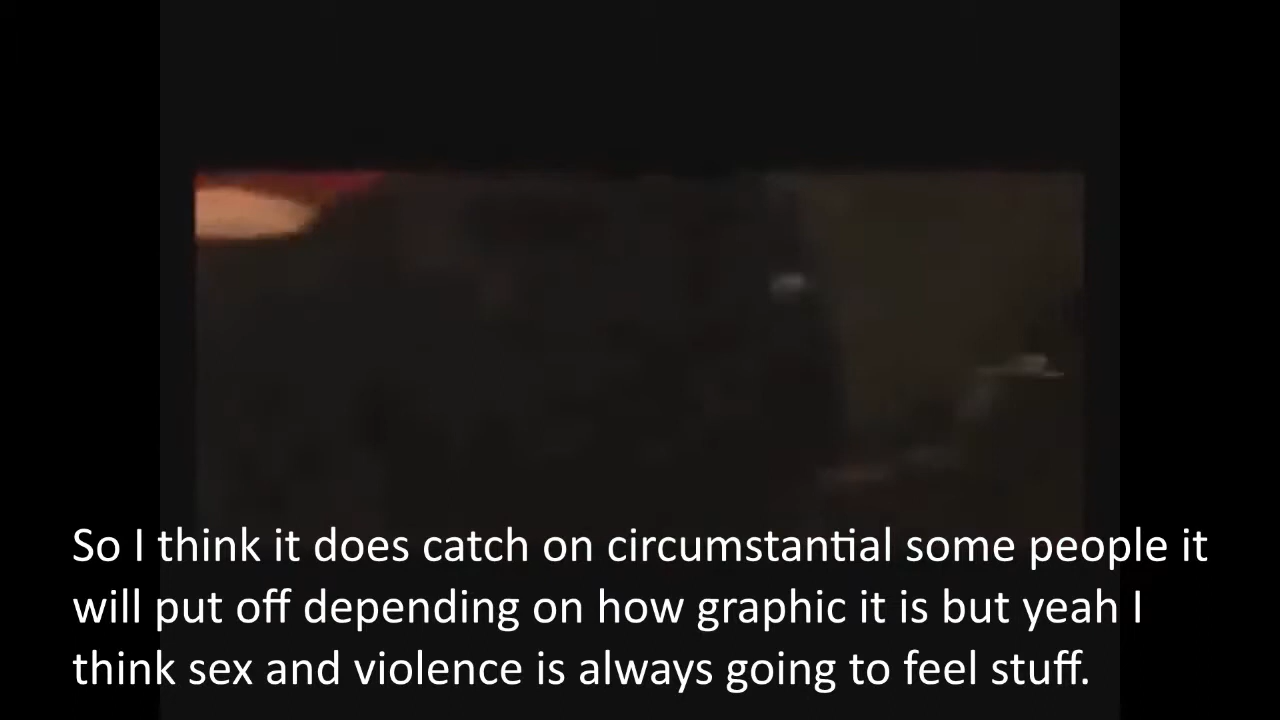 So I think it does catch on circumstantial some people it
will put off depending on how graphic it is but yeah I
think sex and violence is always going to feel stuff.